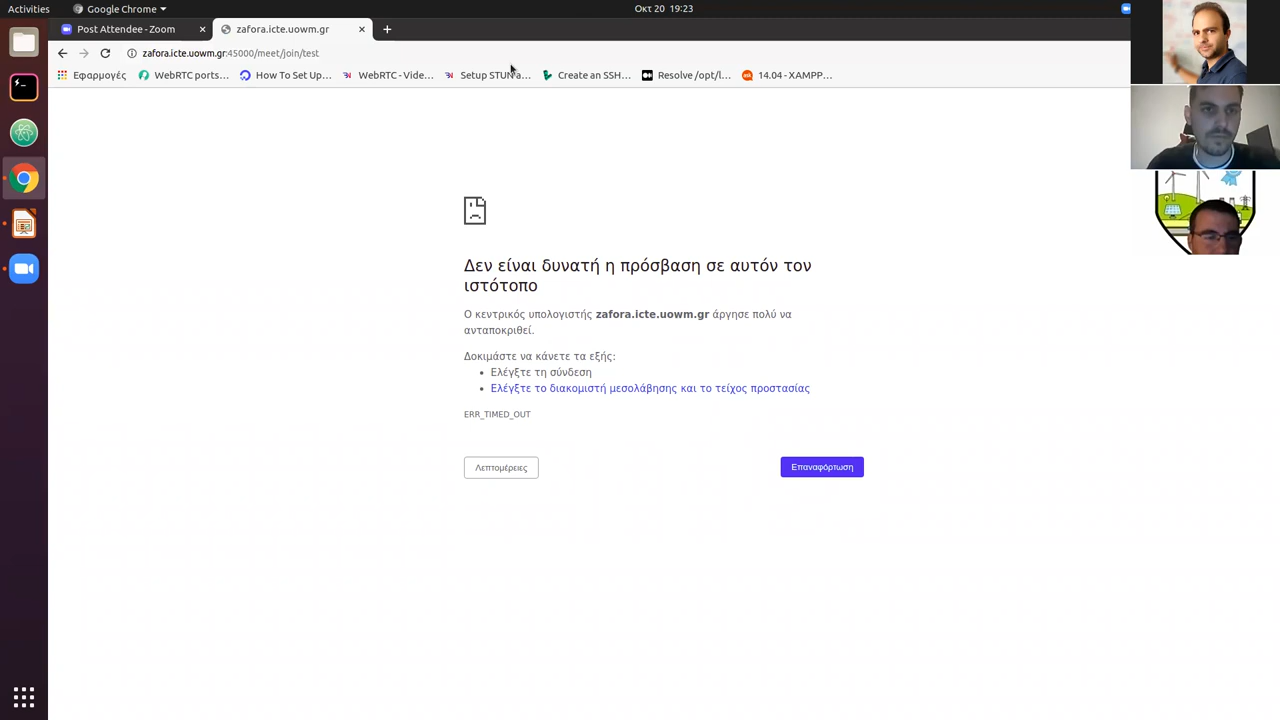 Activities
Google Chrome
Οκτ 20 19:23
Post Attendee - Zoom
zafora.icte.uowm.gr
zafora.icte.uowm.gr:45000/meet/join/test
Εφαρμογές
WebRTC ports...
How To Set Up...
WebRTC - Vide...
Setup STUN a...
Create an SSH...
Resolve /opt/l...
14.04 - XAMPP...
Δεν είναι δυνατή η πρόσβαση σε αυτόν τον
ιστότοπο
Ο κεντρικός υπολογιστής zafora.icte.uowm.gr άργησε πολύ να
ανταποκριθεί.
Δοκιμάστε να κάνετε τα εξής:
Ελέγξτε τη σύνδεση
Ελέγξτε το διακομιστή μεσολάβησης και το τείχος προστασίας
ERR_TIMED_OUT
Λεπτομέρειες
Επαναφόρτωση